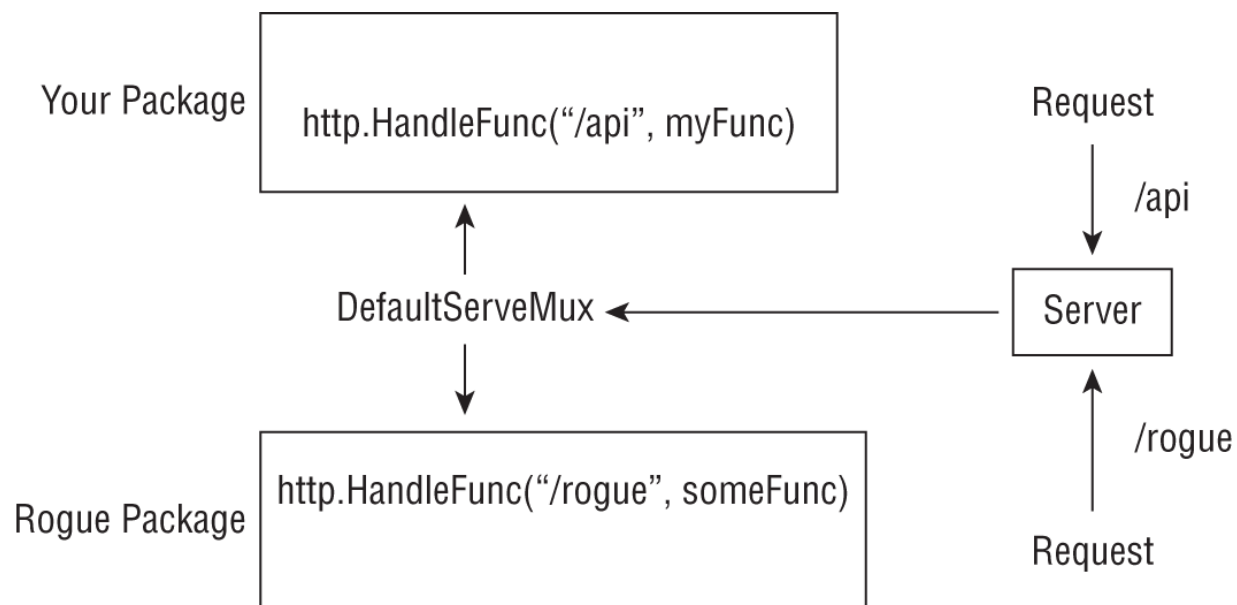 Your Package
http.HandleFunc(“/api”, myFunc)
Request
/api
DefaultServeMux
Server
Rogue Package
http.HandleFunc(“/rogue”, someFunc)
/rogue
Request